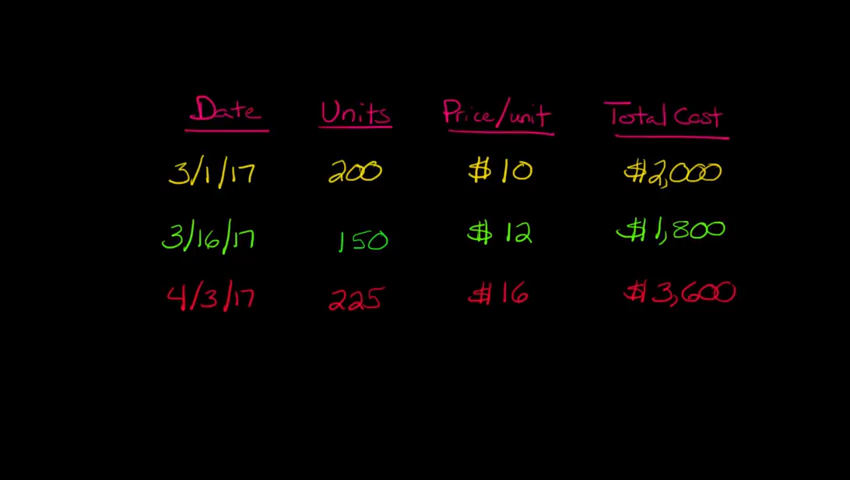 Date Units Price/unit Total Cost
3/1/17 200 $10 $2,000
3/16/17 150 $12 $1,800
4/3/17 225 $16 $3,600